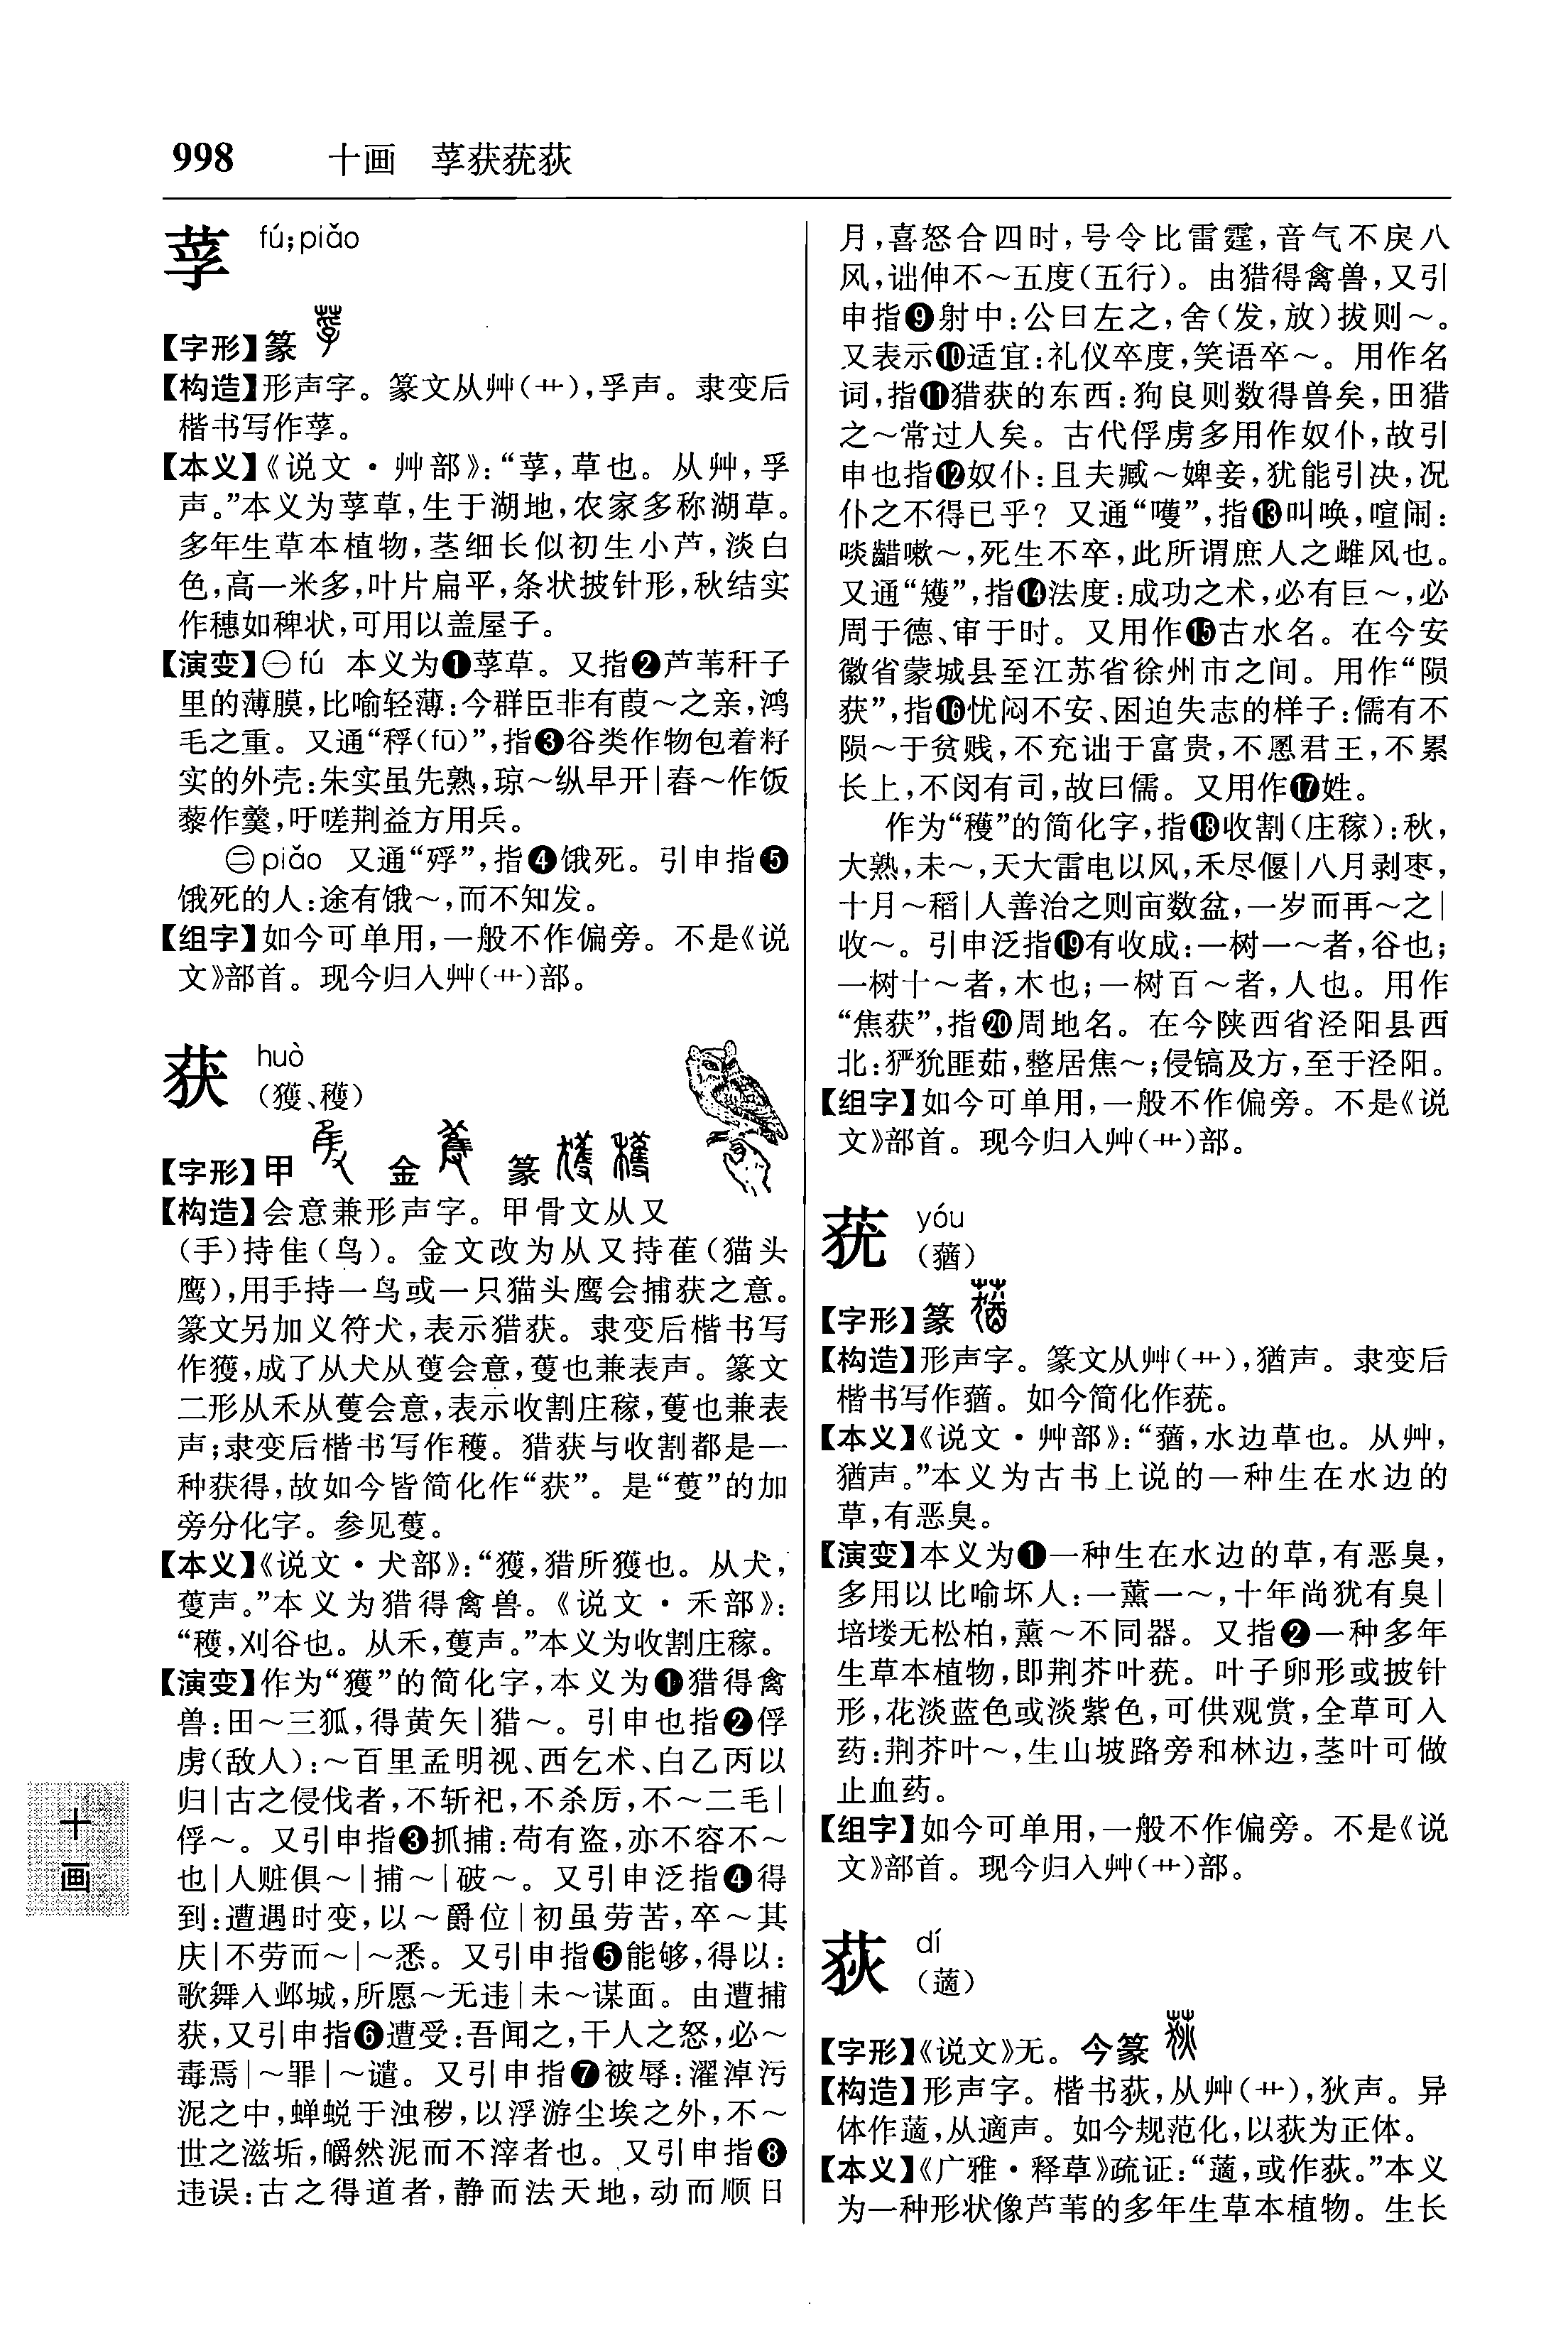 998 十画 莩获莸荻
莩 fú;piǎo
【字形】篆
【构造】形声字。篆文从艸(艹),孚声。隶变后
楷书写作莩。
【本义】《说文·艸部》:“莩,草也。从艸,孚
声。”本义为莩草,生于湖地,农家多称湖草。
多年生草本植物,茎细长似初生小芦,淡白
色,高一米多,叶片扁平,条状披针形,秋结实
作穗如稗状,可用以盖屋子。
【演变】㊀fú 本义为❶莩草。又指❷芦苇秆子
里的薄膜,比喻轻薄:今群臣非有葭～之亲,鸿
毛之重。又通“稃(fū)”,指❸谷类作物包着籽
实的外壳:朱实虽先熟,琼～纵早开|舂～作饭
藜作羹,吁嗟荆益方用兵。
㊁piǎo 又通“殍”,指❹饿死。引申指❺
饿死的人:途有饿～,而不知发。
【组字】如今可单用,一般不作偏旁。不是《说
文》部首。现今归入艸(艹)部。
获 huò
(獲、穫)
【字形】甲 金 篆
【构造】会意兼形声字。甲骨文从又
(手)持隹(鸟)。金文改为从又持萑(猫头
鹰),用手持一鸟或一只猫头鹰会捕获之意。
篆文另加义符犬,表示猎获。隶变后楷书写
作獲,成了从犬从蒦会意,蒦也兼表声。篆文
二形从禾从蒦会意,表示收割庄稼,蒦也兼表
声;隶变后楷书写作穫。猎获与收割都是一
种获得,故如今皆简化作“获”。是“蒦”的加
旁分化字。参见蒦。
【本义】《说文·犬部》:“獲,猎所獲也。从犬,
蒦声。”本义为猎得禽兽。《说文·禾部》:
“穫,刈谷也。从禾,蒦声。”本义为收割庄稼。
【演变】作为“獲”的简化字,本义为❶猎得禽
兽:田～三狐,得黄矢|猎～。引申也指❷俘
虏(敌人):～百里孟明视、西乞术、白乙丙以
归|古之侵伐者,不斩祀,不杀厉,不～二毛|
俘～。又引申指❸抓捕:苟有盗,亦不容不～
也|人赃俱～|捕～|破～。又引申泛指❹得
到:遭遇时变,以～爵位|初虽劳苦,卒～其
庆|不劳而～|～悉。又引申指❺能够,得以:
歌舞入邺城,所愿～无违|未～谋面。由遭捕
获,又引申指❻遭受:吾闻之,干人之怒,必～
毒焉|～罪|～谴。又引申指❼被辱:濯淖污
泥之中,蝉蜕于浊秽,以浮游尘埃之外,不～
世之滋垢,皭然泥而不滓者也。又引申指❽
违误:古之得道者,静而法天地,动而顺日
月,喜怒合四时,号令比雷霆,音气不戾八
风,诎伸不～五度(五行)。由猎得禽兽,又引
申指❾射中:公曰左之,舍(发,放)拔则～。
又表示❿适宜:礼仪卒度,笑语卒～。用作名
词,指⓫猎获的东西:狗良则数得兽矣,田猎
之～常过人矣。古代俘虏多用作奴仆,故引
申也指⓬奴仆:且夫臧～婢妾,犹能引决,况
仆之不得已乎?又通“嚄”,指⓭叫唤,喧闹:
啖齰嗽～,死生不卒,此所谓庶人之雌风也。
又通“矱”,指⓮法度:成功之术,必有巨～,必
周于德、审于时。又用作⓯古水名。在今安
徽省蒙城县至江苏省徐州市之间。用作“陨
获”,指⓰忧闷不安、困迫失志的样子:儒有不
陨～于贫贱,不充诎于富贵,不慁君王,不累
长上,不闵有司,故曰儒。又用作⓱姓。
作为“穫”的简化字,指⓲收割(庄稼):秋,
大熟,未～,天大雷电以风,禾尽偃|八月剥枣,
十月～稻|人善治之则亩数盆,一岁而再～之|
收～。引申泛指⓳有收成:一树一～者,谷也;
一树十～者,木也;一树百～者,人也。用作
“焦获”,指⓴周地名。在今陕西省泾阳县西
北:玁狁匪茹,整居焦～;侵镐及方,至于泾阳。
【组字】如今可单用,一般不作偏旁。不是《说
文》部首。现今归入艸(艹)部。
莸 yóu
(蕕)
【字形】篆
【构造】形声字。篆文从艸(艹),猶声。隶变后
楷书写作蕕。如今简化作莸。
【本义】《说文·艸部》:“蕕,水边草也。从艸,
猶声。”本义为古书上说的一种生在水边的
草,有恶臭。
【演变】本义为❶一种生在水边的草,有恶臭,
多用以比喻坏人:一薰一～,十年尚犹有臭|
培塿无松柏,薰～不同器。又指❷一种多年
生草本植物,即荆芥叶莸。叶子卵形或披针
形,花淡蓝色或淡紫色,可供观赏,全草可入
药:荆芥叶～,生山坡路旁和林边,茎叶可做
止血药。
【组字】如今可单用,一般不作偏旁。不是《说
文》部首。现今归入艸(艹)部。
荻 dí
(藡)
【字形】《说文》无。今篆
【构造】形声字。楷书荻,从艸(艹),狄声。异
体作藡,从適声。如今规范化,以荻为正体。
【本义】《广雅·释草》疏证:“藡,或作荻。”本义
为一种形状像芦苇的多年生草本植物。生长
十画